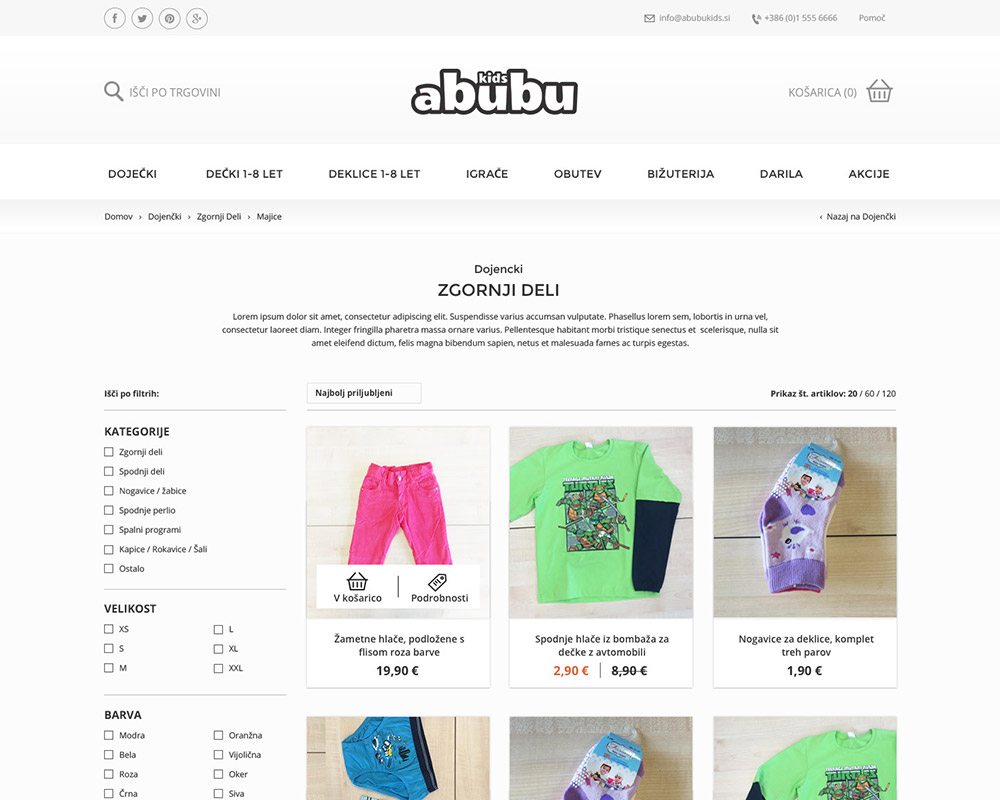 info@abubukids.si
+386 (0)1 555 6666
Pomoč
IŠČI PO TRGOVINI
kids
abubu
KOŠARICA (0)
DOJEČKI
DEČKI 1-8 LET
DEKLICE 1-8 LET
IGRAČE
OBUTEV
BIŽUTERIJA
DARILA
AKCIJE
Domov › Dojenčki › Zgornji Deli › Majice
‹ Nazaj na Dojenčki
Dojencki
ZGORNJI DELI
Lorem ipsum dolor sit amet, consectetur adipiscing elit. Suspendisse varius accumsan vulputate. Phasellus lorem sem, lobortis in urna vel,
consectetur laoreet diam. Integer fringilla pharetra massa ornare varius. Pellentesque habitant morbi tristique senectus et scelerisque, nulla sit
amet eleifend dictum, felis magna bibendum sapien, netus et malesuada fames ac turpis egestas.
Išči po filtrih:
Najbolj priljubljeni
Prikaz št. artiklov: 20 / 60 / 120
KATEGORIJE
Zgornji deli
Spodnji deli
Nogavice / žabice
Spodnje perlio
Spalni programi
Kapice / Rokavice / Šali
Ostalo
VELIKOST
XS
L
S
XL
M
XXL
BARVA
Modra
Oranžna
Bela
Vijolična
Roza
Oker
Črna
Siva
V košarico
Podrobnosti
Žametne hlače, podložene s
flisom roza barve
19,90 €
TEENAGE MUTANT NINJA
TURTLES
Spodnje hlače iz bombaža za
dečke z avtomobili
2,90 €
8,90 €
Nogavice za deklice, komplet
treh parov
1,90 €
TURTLES